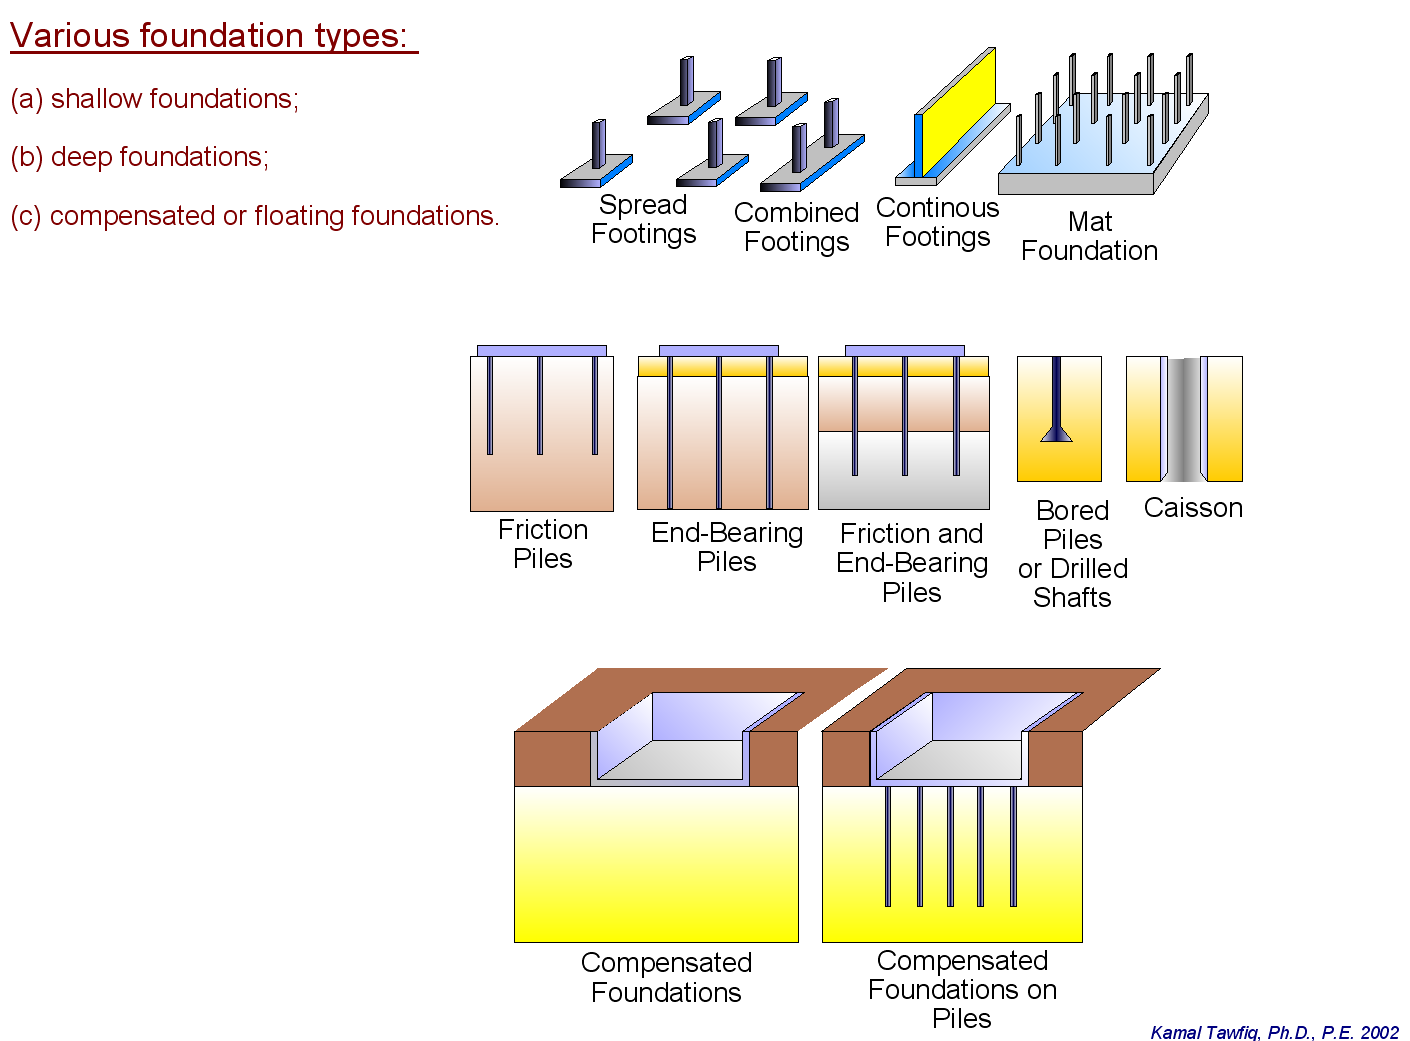 Various foundation types:
(a) shallow foundations;
(b) deep foundations;
(c) compensated or floating foundations.
Spread
Footings
Combined
Footings
Continous
Footings
Mat
Foundation
Friction
Piles
End-Bearing
Piles
Friction and
End-Bearing
Piles
Bored
Piles
or Drilled
Shafts
Caisson
Compensated
Foundations
Compensated
Foundations on
Piles
Kamal Tawfiq, Ph.D., P.E. 2002